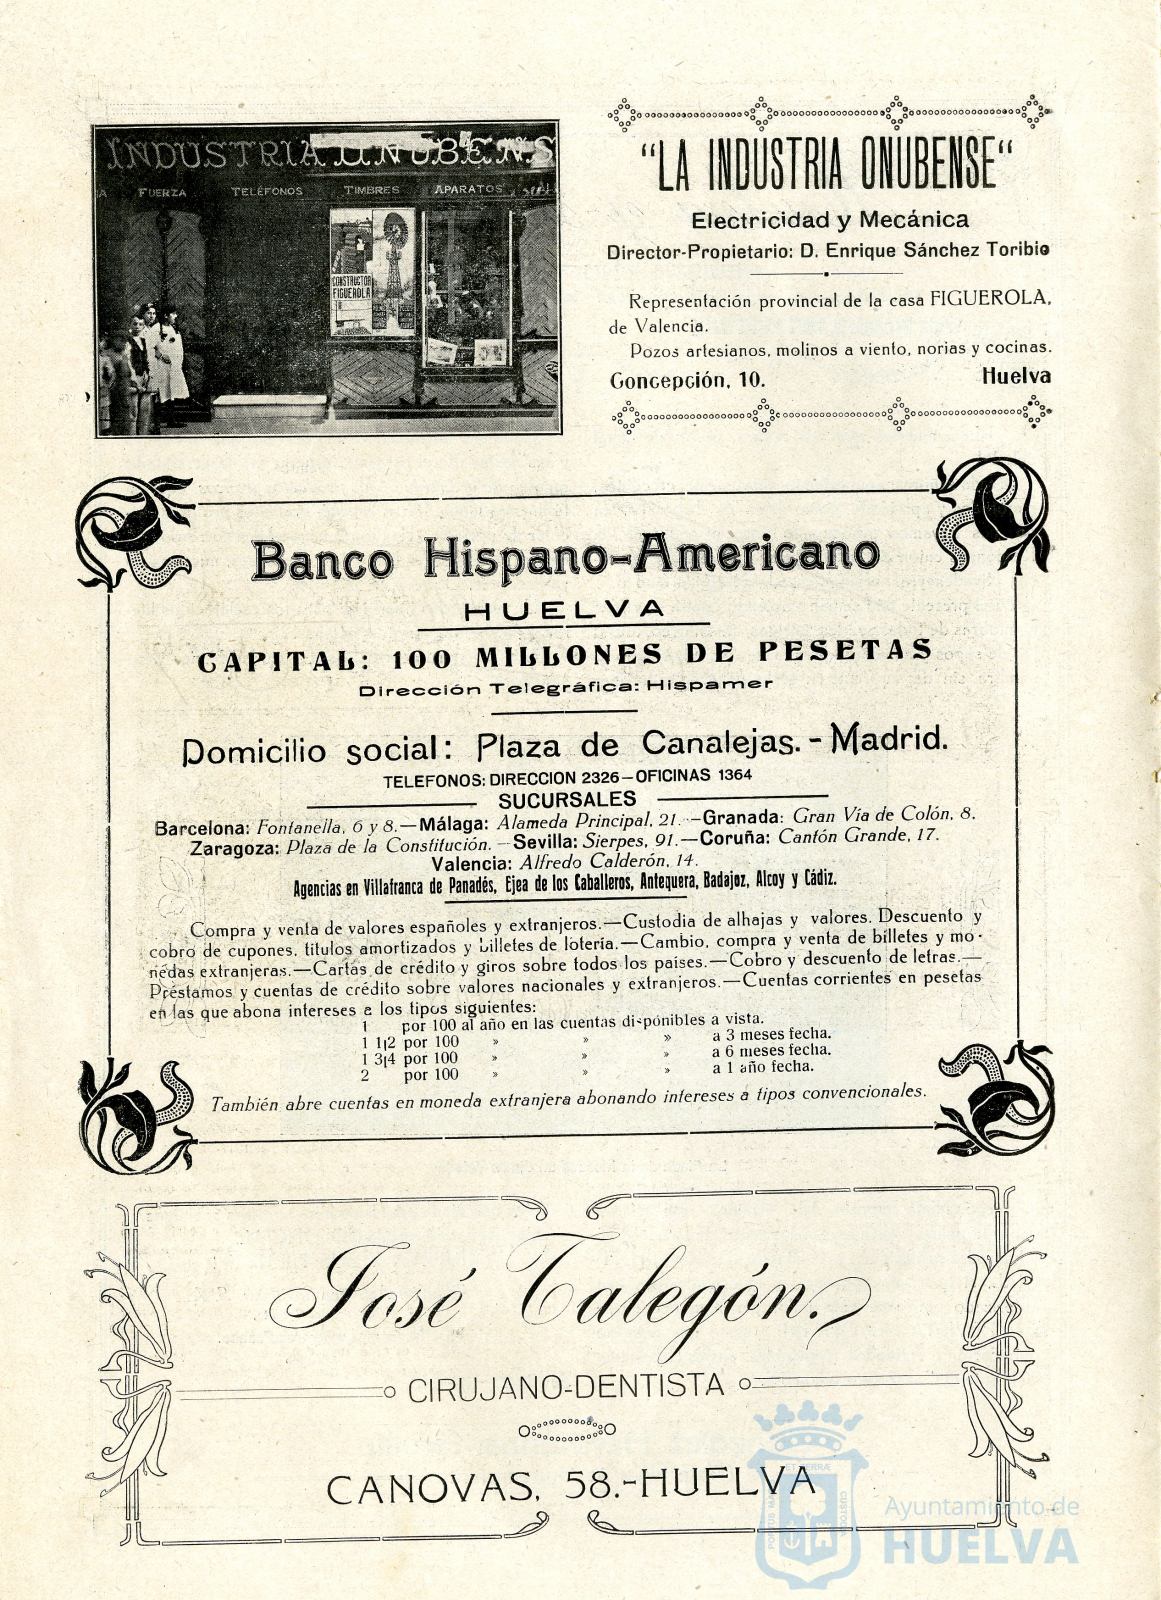 INDUSTRIA ONUBENS
A FUERZA TELÉFONOS TIMBRES APARATOS
CONSTRUCTOR
FIGUEROLA
“LA INDUSTRIA ONUBENSE“
Electricidad y Mecánica
Director-Propietario: D. Enrique Sánchez Toribio
Representación provincial de la casa FIGUEROLA,
de Valencia.
Pozos artesianos, molinos a viento, norias y cocinas.
Concepción, 10. Huelva
Banco Hispano-Americano
HUELVA
CAPITAL: 100 MILLONES DE PESETAS
Dirección Telegráfica: Hispamer
Domicilio social: Plaza de Canalejas.-Madrid.
TELEFONOS: DIRECCION 2326—OFICINAS 1364
SUCURSALES
Barcelona: Fontanella, 6 y 8.—Málaga: Alameda Principal, 21.—Granada: Gran Vía de Colón, 8.
Zaragoza: Plaza de la Constitución.—Sevilla: Sierpes, 91.—Coruña: Cantón Grande, 17.
Valencia: Alfredo Calderón, 14.
Agencias en Villafranca de Panadés, Ejea de los Caballeros, Antequera, Badajoz, Alcoy y Cádiz.
Compra y venta de valores españoles y extranjeros.—Custodia de alhajas y valores. Descuento y
cobro de cupones, títulos amortizados y billetes de lotería.—Cambio, compra y venta de billetes y mo-
nedas extranjeras.—Cartas de crédito y giros sobre todos los países.—Cobro y descuento de letras.—
Préstamos y cuentas de crédito sobre valores nacionales y extranjeros.—Cuentas corrientes en pesetas
en las que abona intereses a los tipos siguientes:
1 por 100 al año en las cuentas disponibles a vista.
1 1|2 por 100 » » » a 3 meses fecha.
1 3|4 por 100 » » » a 6 meses fecha.
2 por 100 » » » a 1 año fecha.
También abre cuentas en moneda extranjera abonando intereses a tipos convencionales.
José Talegón.
CIRUJANO-DENTISTA
CANOVAS, 58.-HUELVA
Ayuntamiento de
HUELVA